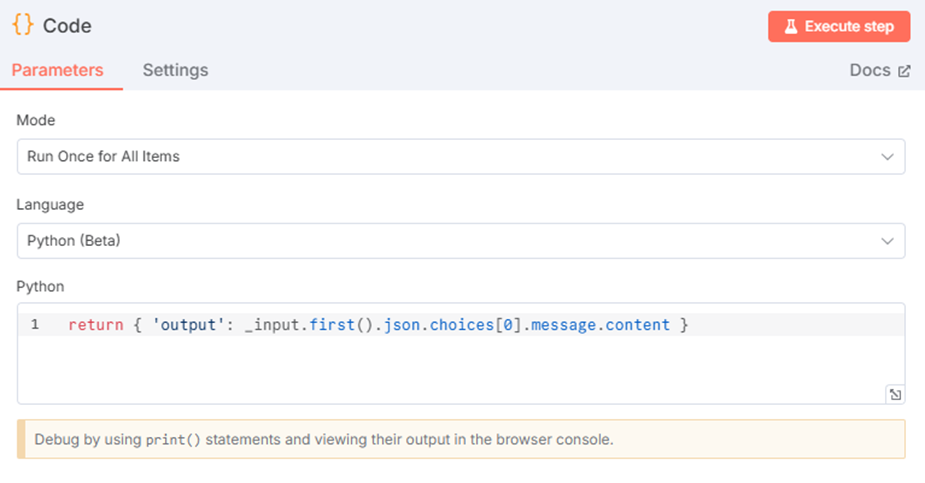 {} Code
Execute step
Parameters Settings Docs
Mode
Run Once for All Items
Language
Python (Beta)
Python
1 return { 'output': _input.first().json.choices[0].message.content }
Debug by using print() statements and viewing their output in the browser console.